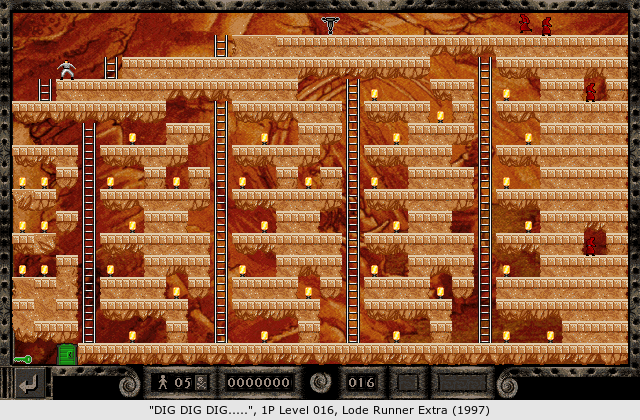 05
0000000
016
"DIG DIG DIG.....", 1P Level 016, Lode Runner Extra (1997)